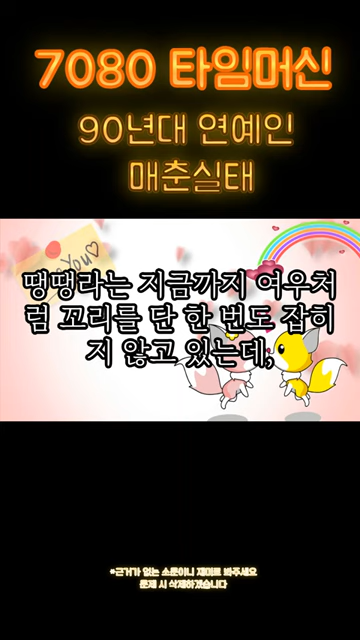 7080 타임머신
90년대 연예인
매춘실태
you♡
땡땡라는 지금까지 여우처
럼 꼬리를 단 한 번도 잡히
지 않고 있는데,
*근거가 없는 소문이니 재미로 봐주세요
문제 시 삭제하겠습니다